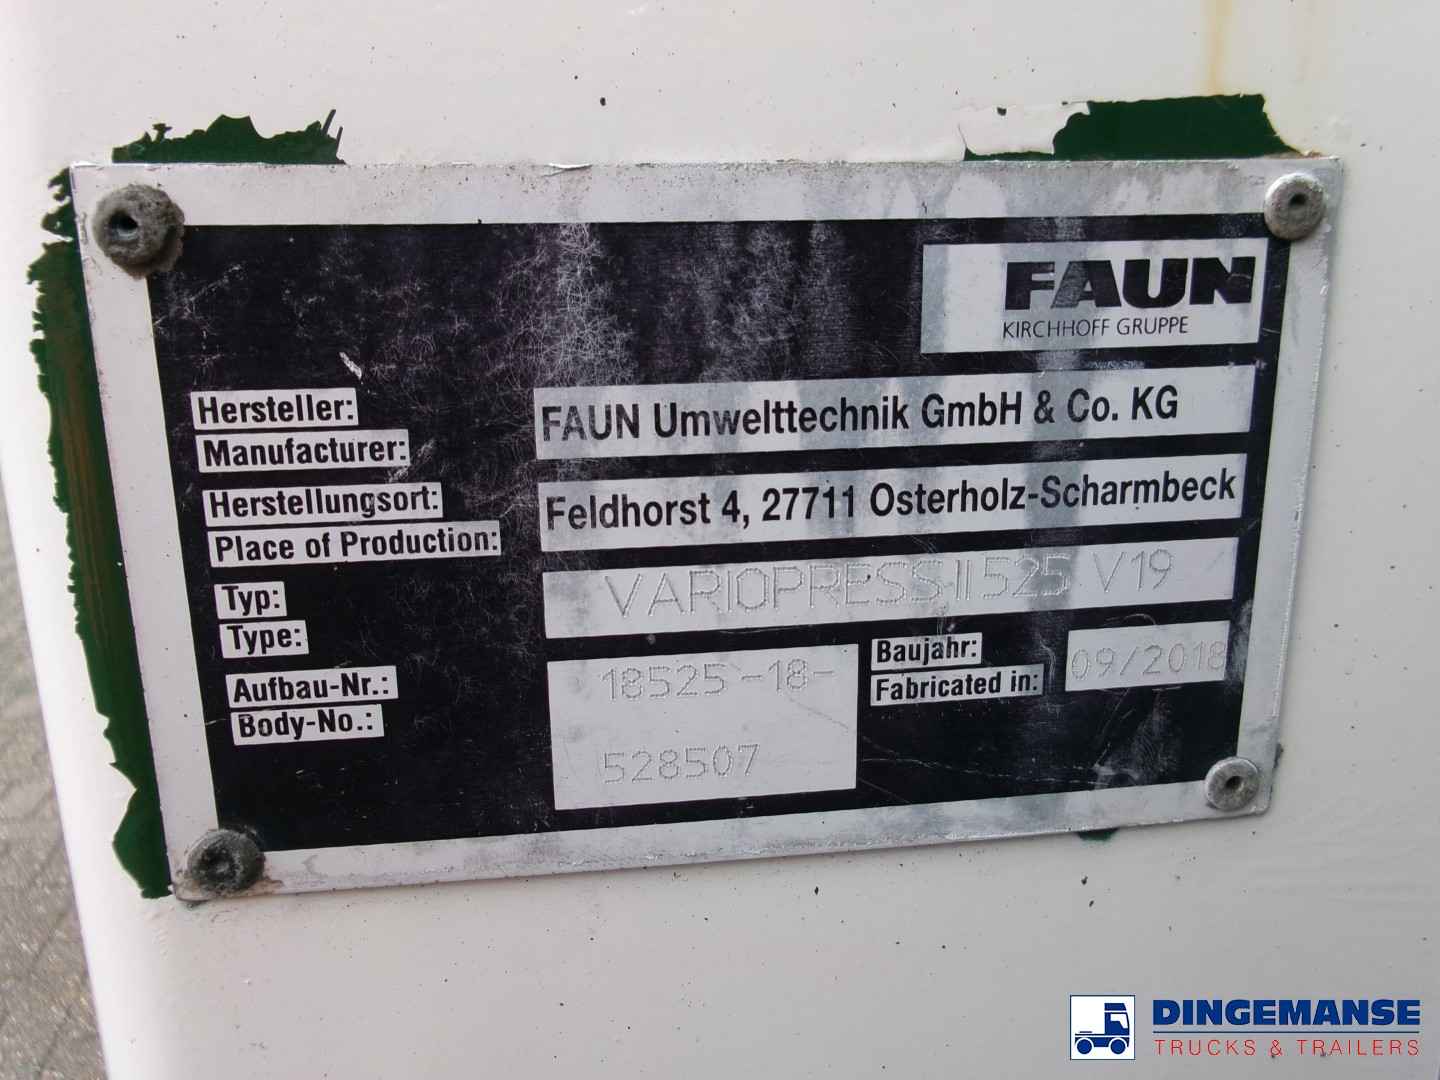 FAUN
KIRCHHOFF GRUPPE
Hersteller:
Manufacturer:
FAUN Umwelttechnik GmbH & Co. KG
Herstellungsort:
Place of Production:
Feldhorst 4, 27711 Osterholz-Scharmbeck
Typ:
Type:
VARIOPRESS-II 525 V19
Aufbau-Nr.:
Body-No.:
18525-18-
528507
Baujahr:
Fabricated in:
09/2018
DINGEMANSE
TRUCKS & TRAILERS